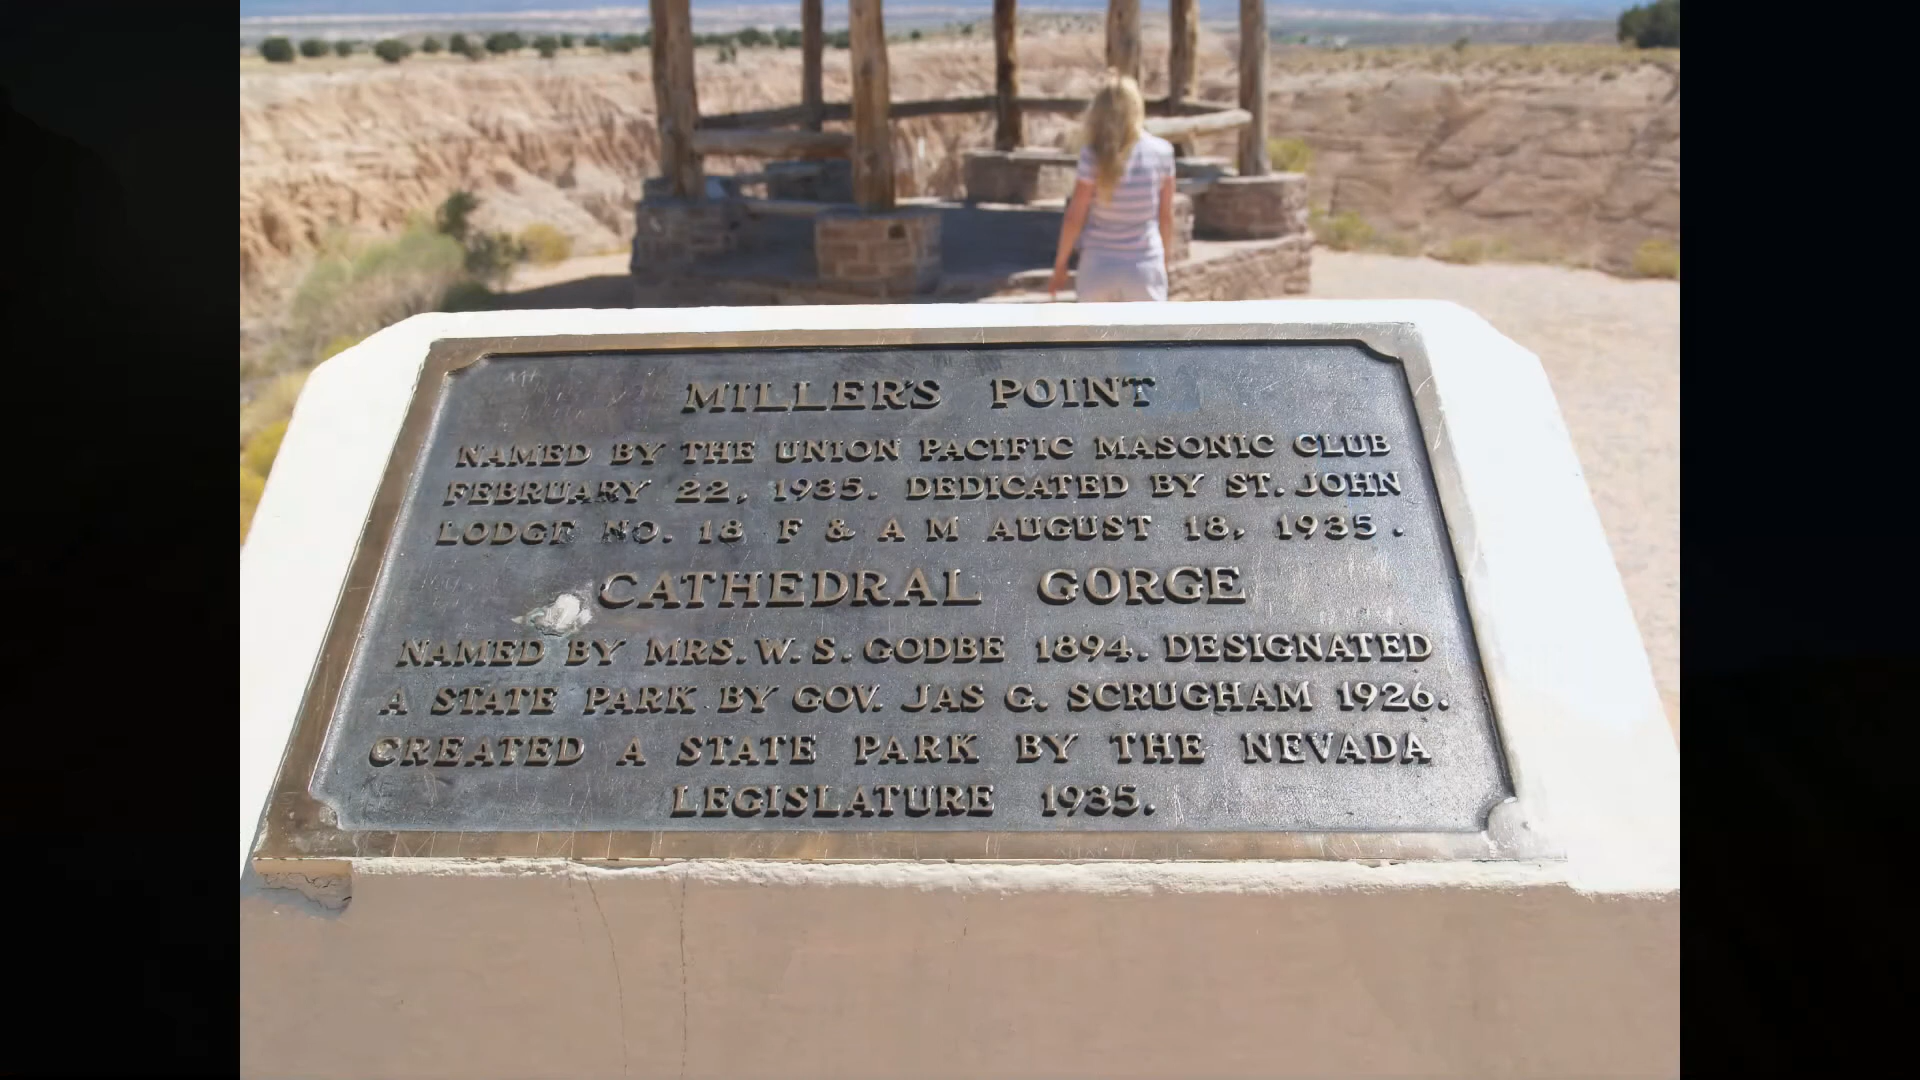 MILLER'S POINT
NAMED BY THE UNION PACIFIC MASONIC CLUB
FEBRUARY 22, 1935. DEDICATED BY ST. JOHN
LODGE NO. 18 F & A M AUGUST 18, 1935.
CATHEDRAL GORGE
NAMED BY MRS. W. S. GODBE 1894. DESIGNATED
A STATE PARK BY GOV. JAS G. SCRUGHAM 1926.
CREATED A STATE PARK BY THE NEVADA
LEGISLATURE 1935.